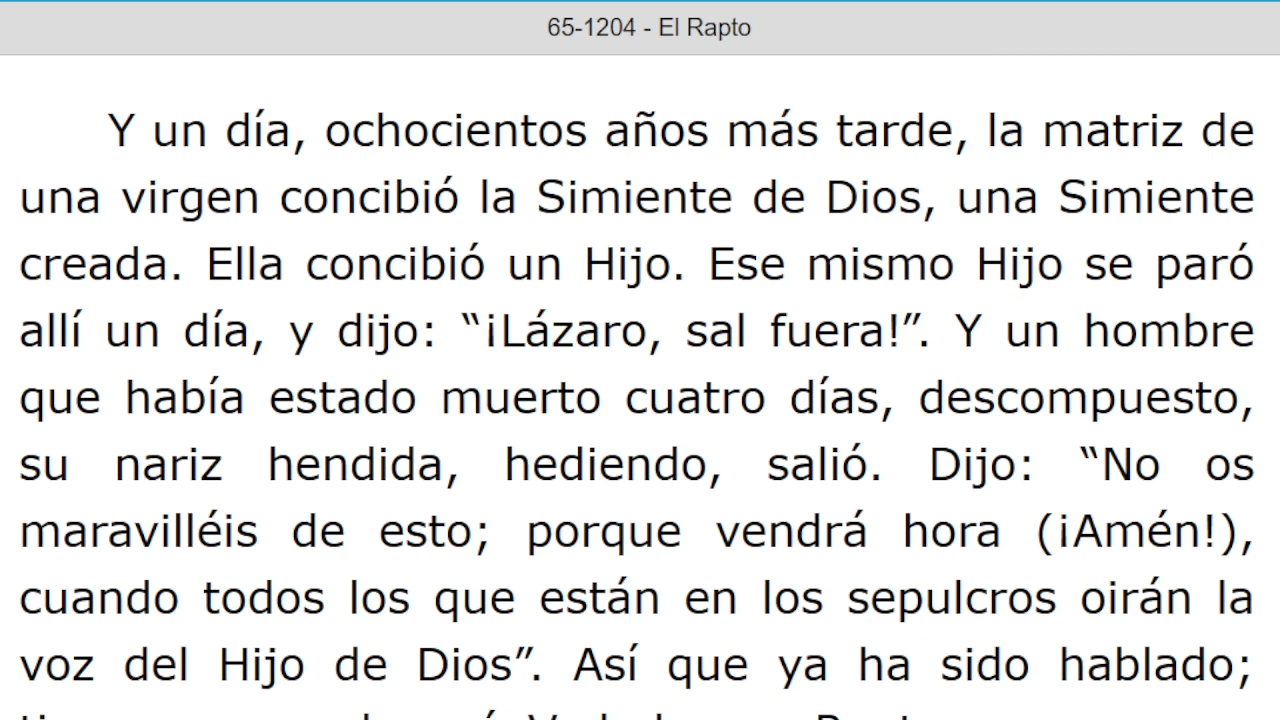 65-1204 - El Rapto
Y un día, ochocientos años más tarde, la matriz de
una virgen concibió la Simiente de Dios, una Simiente
creada. Ella concibió un Hijo. Ese mismo Hijo se paró
allí un día, y dijo: “¡Lázaro, sal fuera!”. Y un hombre
que había estado muerto cuatro días, descompuesto,
su nariz hendida, hediendo, salió. Dijo: “No os
maravilléis de esto; porque vendrá hora (¡Amén!),
cuando todos los que están en los sepulcros oirán la
voz del Hijo de Dios”. Así que ya ha sido hablado;